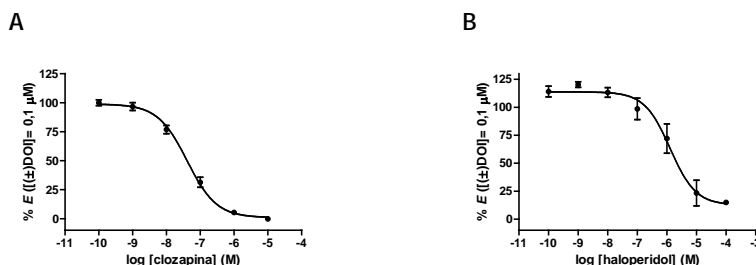 A
% E ([(±)DOI]= 0,1 µM)
125
100
75
50
25
0
-11 -10 -9 -8 -7 -6 -5 -4
log [clozapina] (M)
B
% E ([(±)DOI]= 0,1 µM)
125
100
75
50
25
0
-11 -10 -9 -8 -7 -6 -5 -4 -3
log [haloperidol] (M)